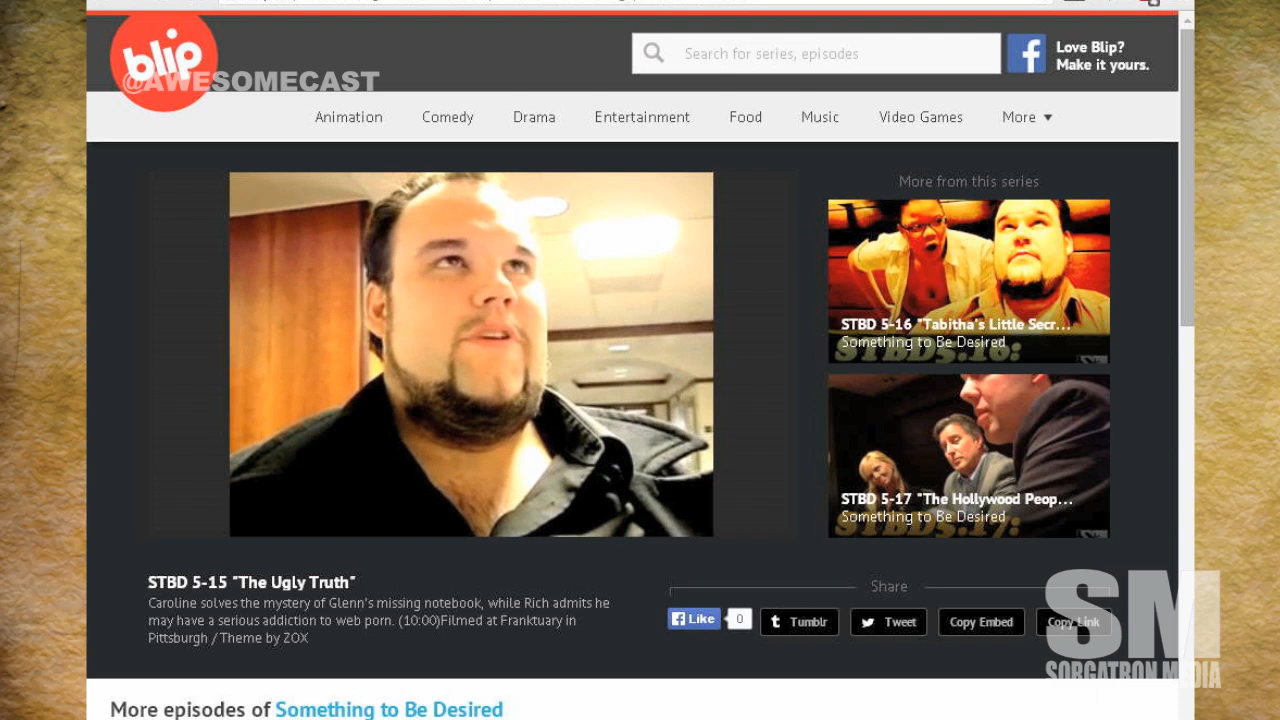 blip
@AWESOMECAST
Search for series, episodes
Love Blip?
Make it yours.
Animation Comedy Drama Entertainment Food Music Video Games More
More from this series
STBD 5-16 "Tabitha's Little Secr...
Something to Be Desired
STBD5.16:
STBD 5-17 "The Hollywood Peop...
Something to Be Desired
STBD5.17:
STBD 5-15 "The Ugly Truth"
Caroline solves the mystery of Glenn's missing notebook, while Rich admits he
may have a serious addiction to web porn. (10:00)Filmed at Franktuary in
Pittsburgh / Theme by ZOX
Share
Like 0 Tumblr Tweet Copy Embed Copy Link
SM
SORGATRON MEDIA
More episodes of Something to Be Desired